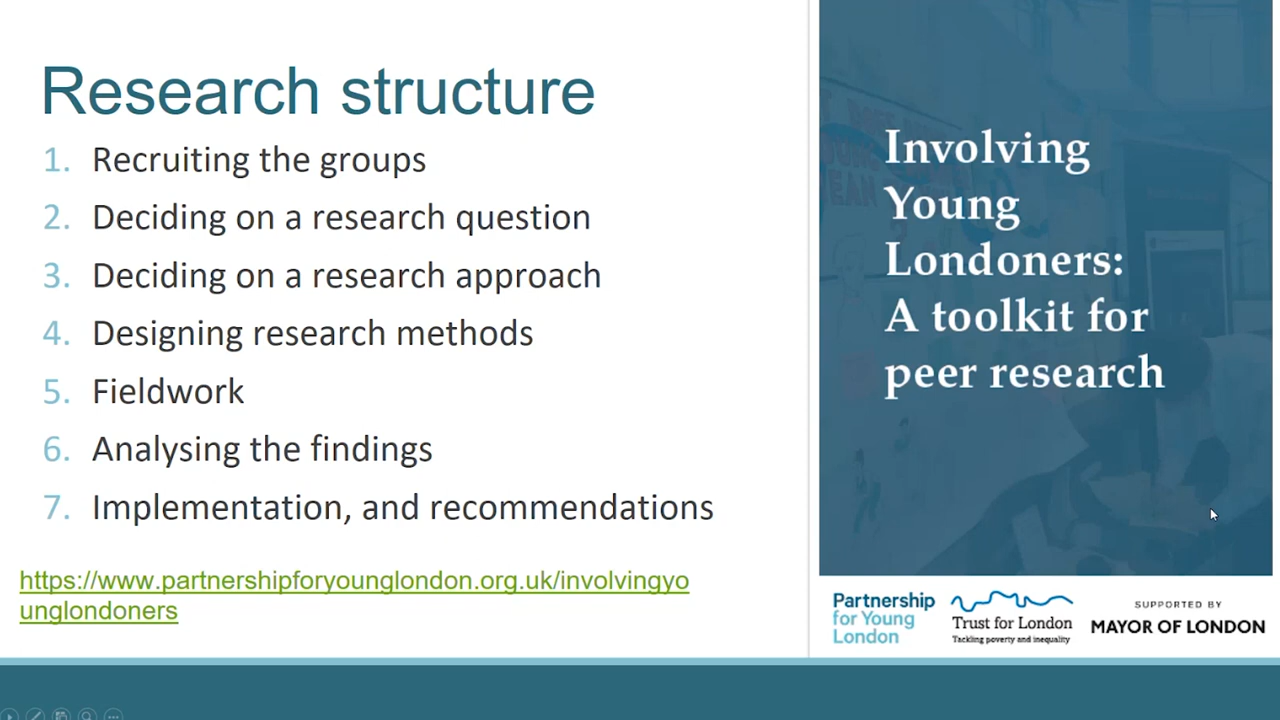 Research structure
1. Recruiting the groups
2. Deciding on a research question
3. Deciding on a research approach
4. Designing research methods
5. Fieldwork
6. Analysing the findings
7. Implementation, and recommendations
https://www.partnershipforyounglondon.org.uk/involvingyo
unglondoners
Involving
Young
Londoners:
A toolkit for
peer research
Partnership
for Young
London
Trust for London
Tackling poverty and inequality
SUPPORTED BY
MAYOR OF LONDON